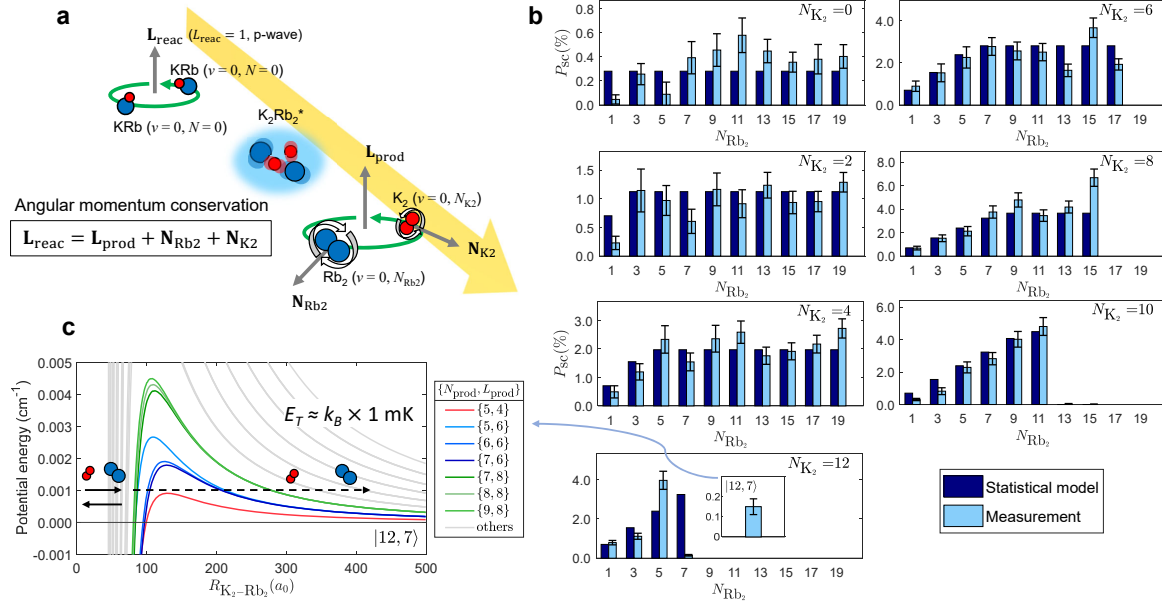 a
L_reac (L_reac = 1, p-wave)
KRb (v = 0, N = 0)
KRb (v = 0, N = 0)
K₂Rb₂*
L_prod
K₂ (v = 0, N_K2)
N_K2
Rb₂ (v = 0, N_Rb2)
N_Rb2
Angular momentum conservation
L_reac = L_prod + N_Rb2 + N_K2
b
N_K₂ =0
P_sc(%)
0.8
0.6
0.4
0.2
0.0
1 3 5 7 9 11 13 15 17 19
N_Rb₂
N_K₂ =6
4.0
2.0
0.0
1 3 5 7 9 11 13 15 17 19
N_Rb₂
N_K₂ =2
1.5
1.0
0.5
0.0
1 3 5 7 9 11 13 15 17 19
N_Rb₂
N_K₂ =8
8.0
6.0
4.0
2.0
0.0
1 3 5 7 9 11 13 15 17 19
N_Rb₂
N_K₂ =4
P_sc(%)
3.0
2.0
1.0
0.0
1 3 5 7 9 11 13 15 17 19
N_Rb₂
N_K₂ =10
6.0
4.0
2.0
0.0
1 3 5 7 9 11 13 15 17 19
N_Rb₂
N_K₂ =12
4.0
2.0
0.0
|12, 7⟩
0.2
0.1
0
1 3 5 7 9 11 13 15 17 19
N_Rb₂
Statistical model
Measurement
c
Potential energy (cm⁻¹)
0.005
0.004
0.003
0.002
0.001
0.000
-0.001
E_T ≈ k_B × 1 mK
|12, 7⟩
0 100 200 300 400 500
R_K₂−Rb₂(a₀)
{N_prod, L_prod}
{5, 4}
{5, 6}
{6, 6}
{7, 6}
{7, 8}
{8, 8}
{9, 8}
others